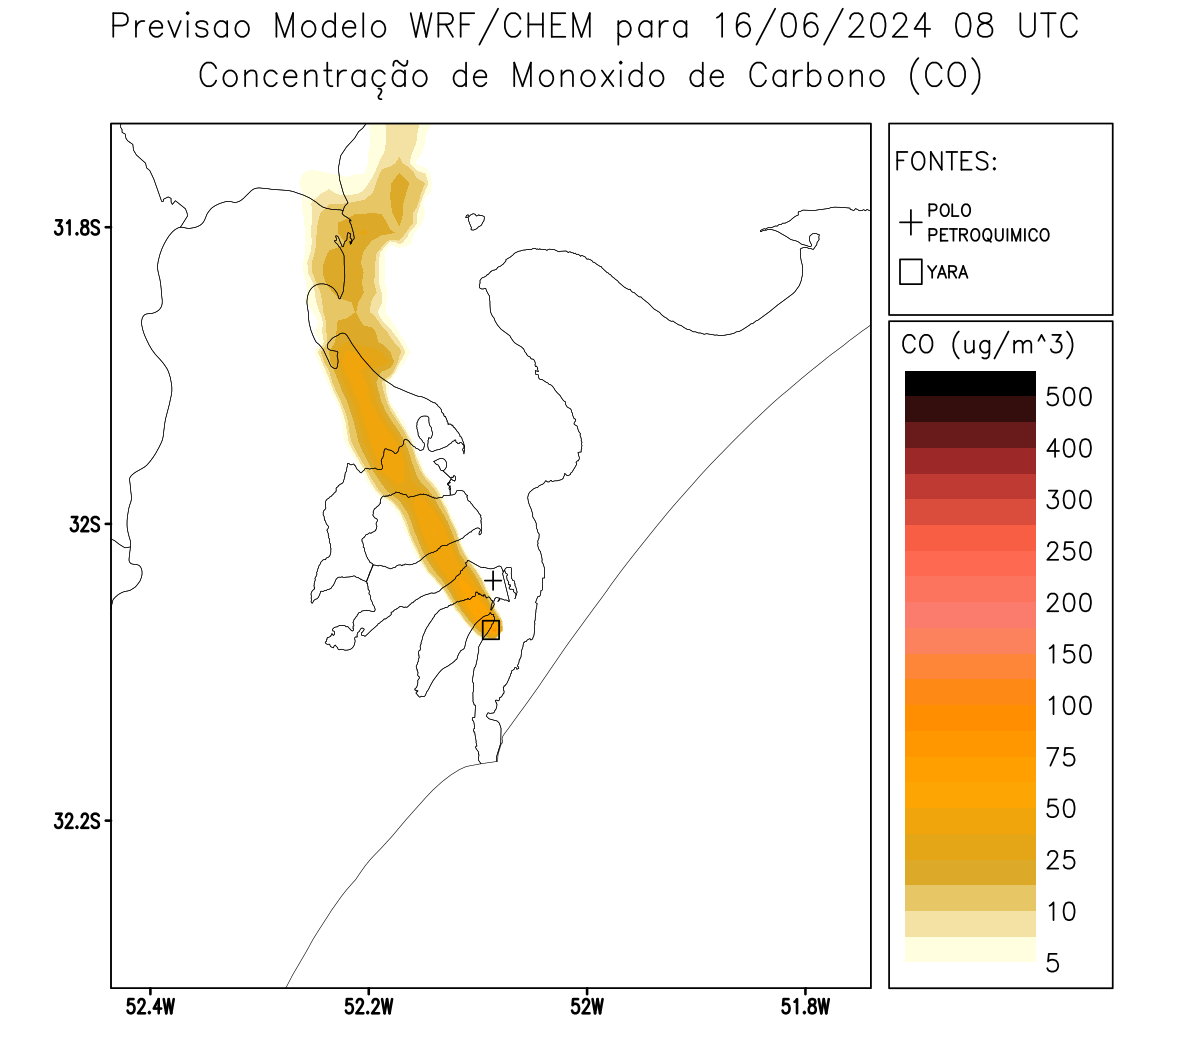 Previsao Modelo WRF/CHEM para 16/06/2024 08 UTC
Concentração de Monoxido de Carbono (CO)
FONTES:
POLO
PETROQUIMICO
YARA
CO (ug/m^3)
500
400
300
250
200
150
100
75
50
25
10
5
31.8S
32S
32.2S
52.4W
52.2W
52W
51.8W